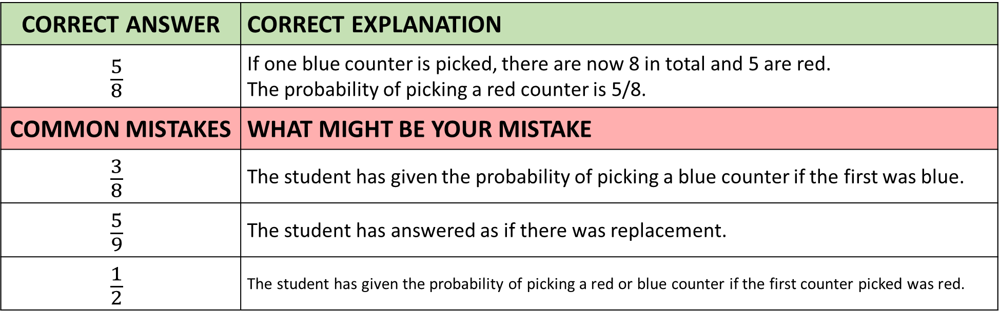 CORRECT ANSWER CORRECT EXPLANATION
5/8 If one blue counter is picked, there are now 8 in total and 5 are red.
The probability of picking a red counter is 5/8.
COMMON MISTAKES WHAT MIGHT BE YOUR MISTAKE
3/8 The student has given the probability of picking a blue counter if the first was blue.
5/9 The student has answered as if there was replacement.
1/2 The student has given the probability of picking a red or blue counter if the first counter picked was red.